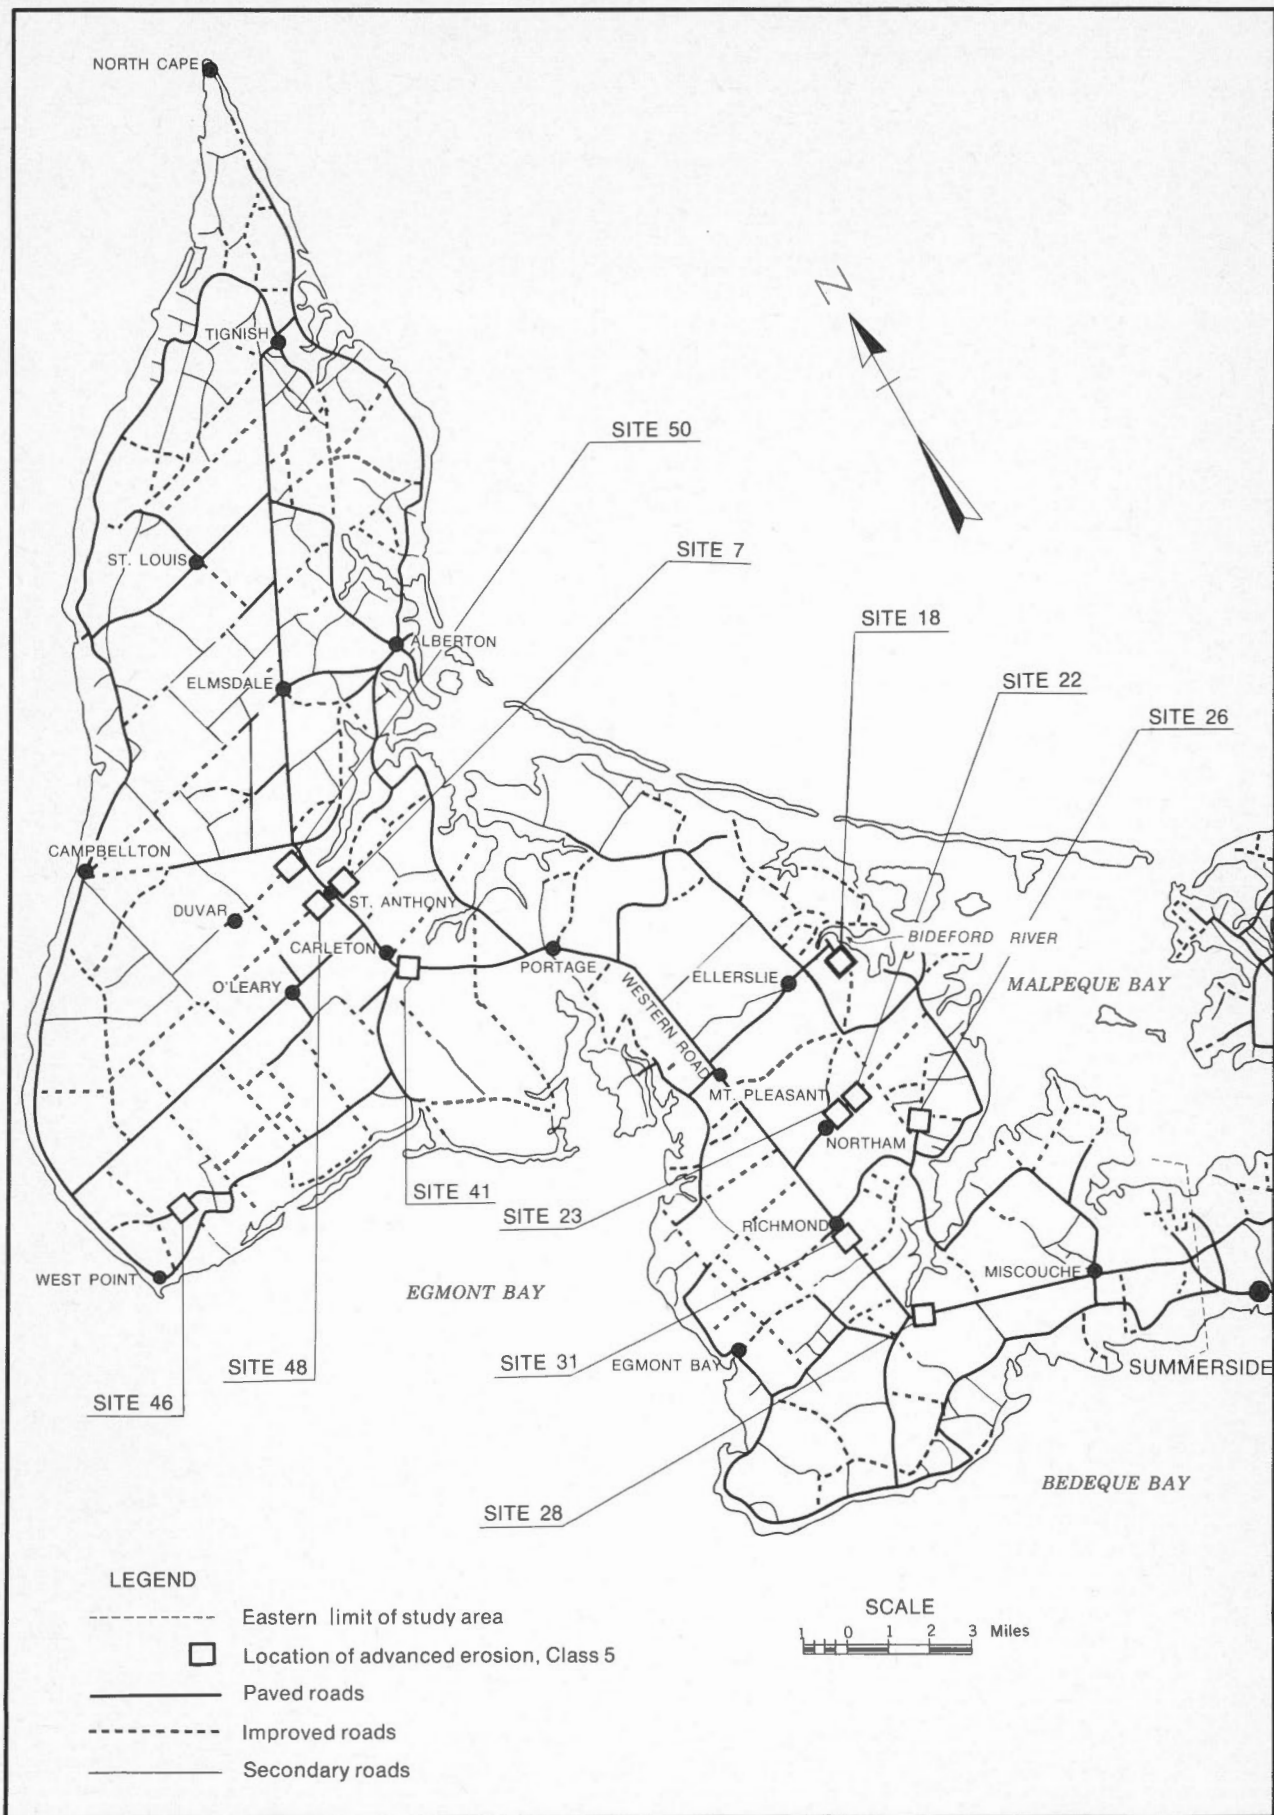 NORTH CAPE
N
TIGNISH
SITE 50
ST. LOUIS
SITE 7
ALBERTON
SITE 18
ELMSDALE
SITE 22
SITE 26
CAMPBELLTON
DUVAR
ST. ANTHONY
CARLETON
PORTAGE
BIDEFORD RIVER
O'LEARY
ELLERSLIE
MALPEQUE BAY
WESTERN ROAD
MT. PLEASANT
NORTHAM
SITE 41
SITE 23
RICHMOND
WEST POINT
EGMONT BAY
MISCOUCHE
SITE 48
SITE 31
EGMONT BAY
SUMMERSIDE
SITE 46
SITE 28
BEDEQUE BAY
LEGEND
Eastern limit of study area
Location of advanced erosion, Class 5
Paved roads
Improved roads
Secondary roads
SCALE
1 0 1 2 3 Miles